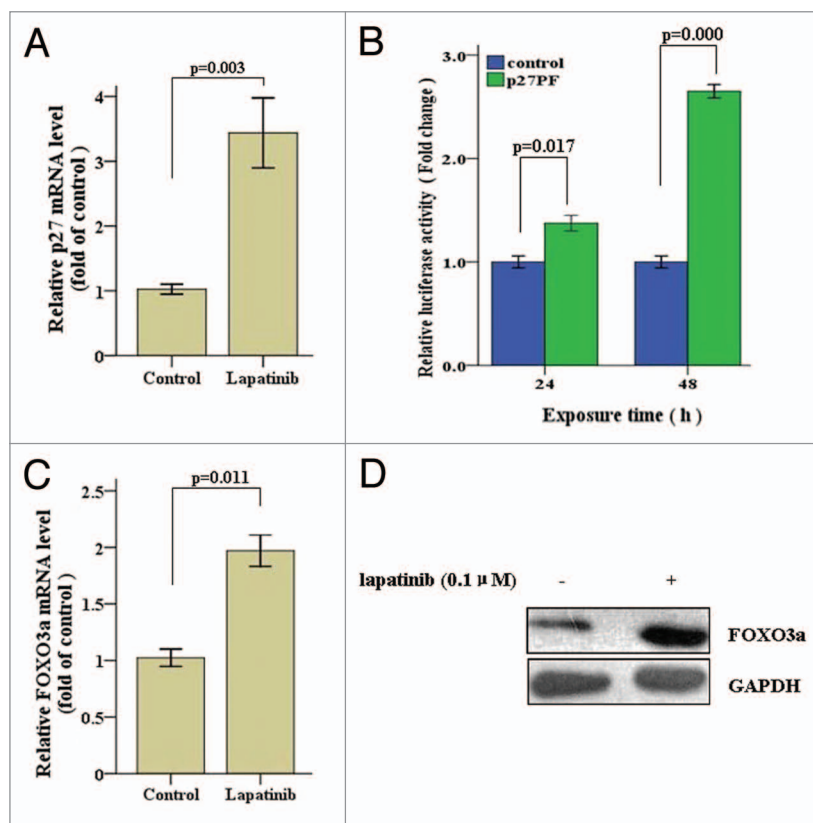 A
p=0.003
Relative p27 mRNA level
(fold of control)
4
3
2
1
0
Control Lapatinib
B
p=0.000
control
p27PF
p=0.017
Relative luciferase activity ( Fold change )
3.0
2.0
1.0
0.0
24 48
Exposure time ( h )
C
p=0.011
Relative FOXO3a mRNA level
(fold of control )
2.5
2
1.5
1
0.5
0
Control Lapatinib
D
lapatinib (0.1 μM) - +
FOXO3a
GAPDH